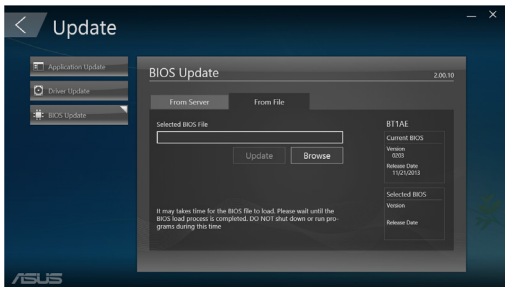 Update
Application Update
Driver Update
BIOS Update
BIOS Update
2.00.10
From Server
From File
Selected BIOS File
Update
Browse
It may takes time for the BIOS file to load. Please wait until the
BIOS load process is completed, DO NOT shut down or run pro-
grams during this time
BT1AE
Current BIOS
Version
0203
Release Date
11/21/2013
Selected BIOS
Version
Release Date
ASUS